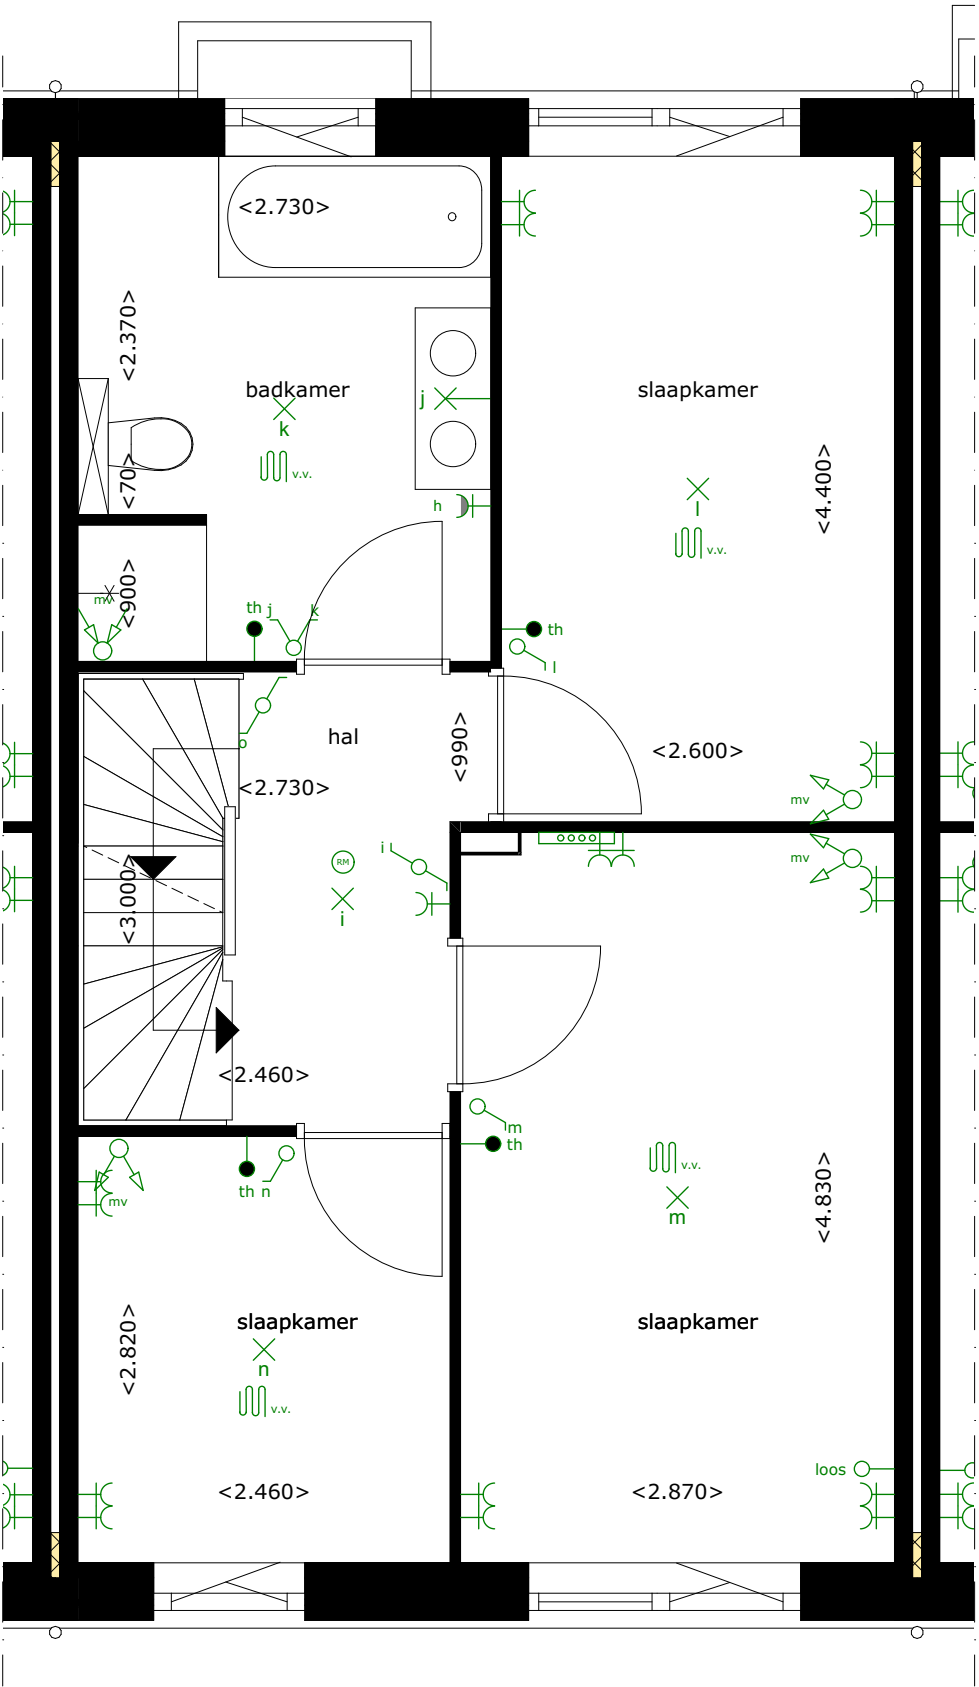 <2.730>
<2.370>
badkamer
slaapkamer
j
k
v.v.
<70>
h
<4.400>
l
v.v.
<900>
mv
th
j
k
th
l
o
hal
<990>
<2.600>
<2.730>
mv
i
RM
mv
<3.000>
i
<2.460>
m
th
v.v.
th
n
mv
m
<4.830>
<2.820>
slaapkamer
slaapkamer
n
v.v.
loos
<2.460>
<2.870>